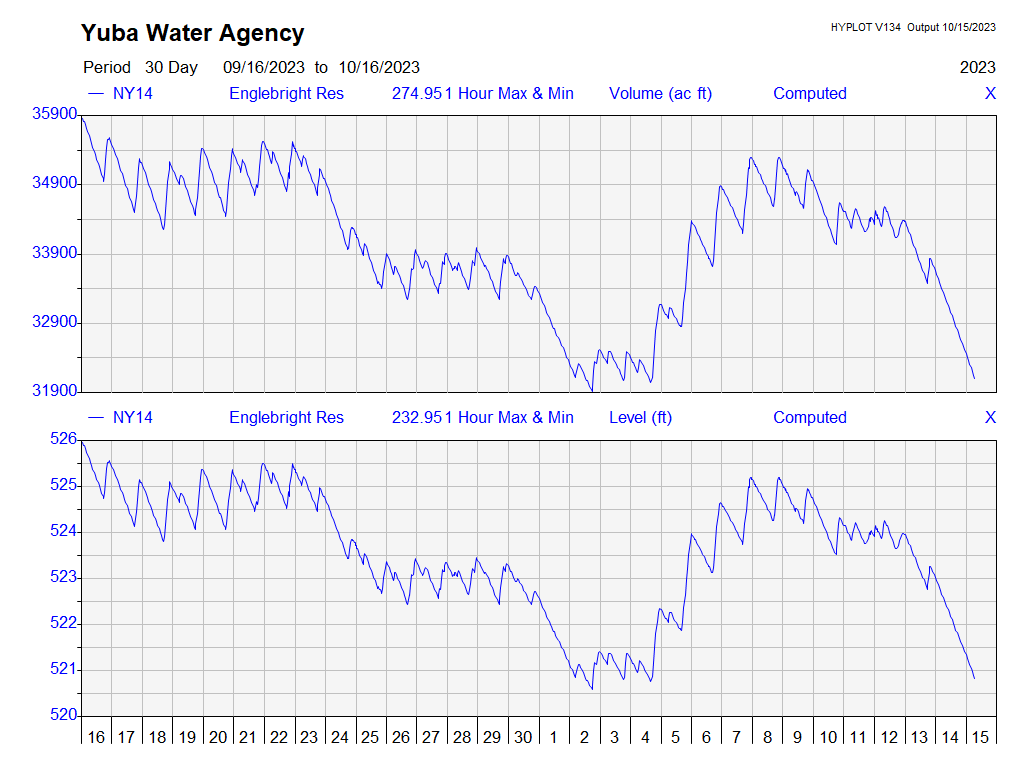 Yuba Water Agency
HYPLOT V134 Output 10/15/2023
Period 30 Day 09/16/2023 to 10/16/2023 2023
NY14 Englebright Res 274.951 Hour Max & Min Volume (ac ft) Computed X
35900
34900
33900
32900
31900
NY14 Englebright Res 232.951 Hour Max & Min Level (ft) Computed X
526
525
524
523
522
521
520
16 17 18 19 20 21 22 23 24 25 26 27 28 29 30 1 2 3 4 5 6 7 8 9 10 11 12 13 14 15